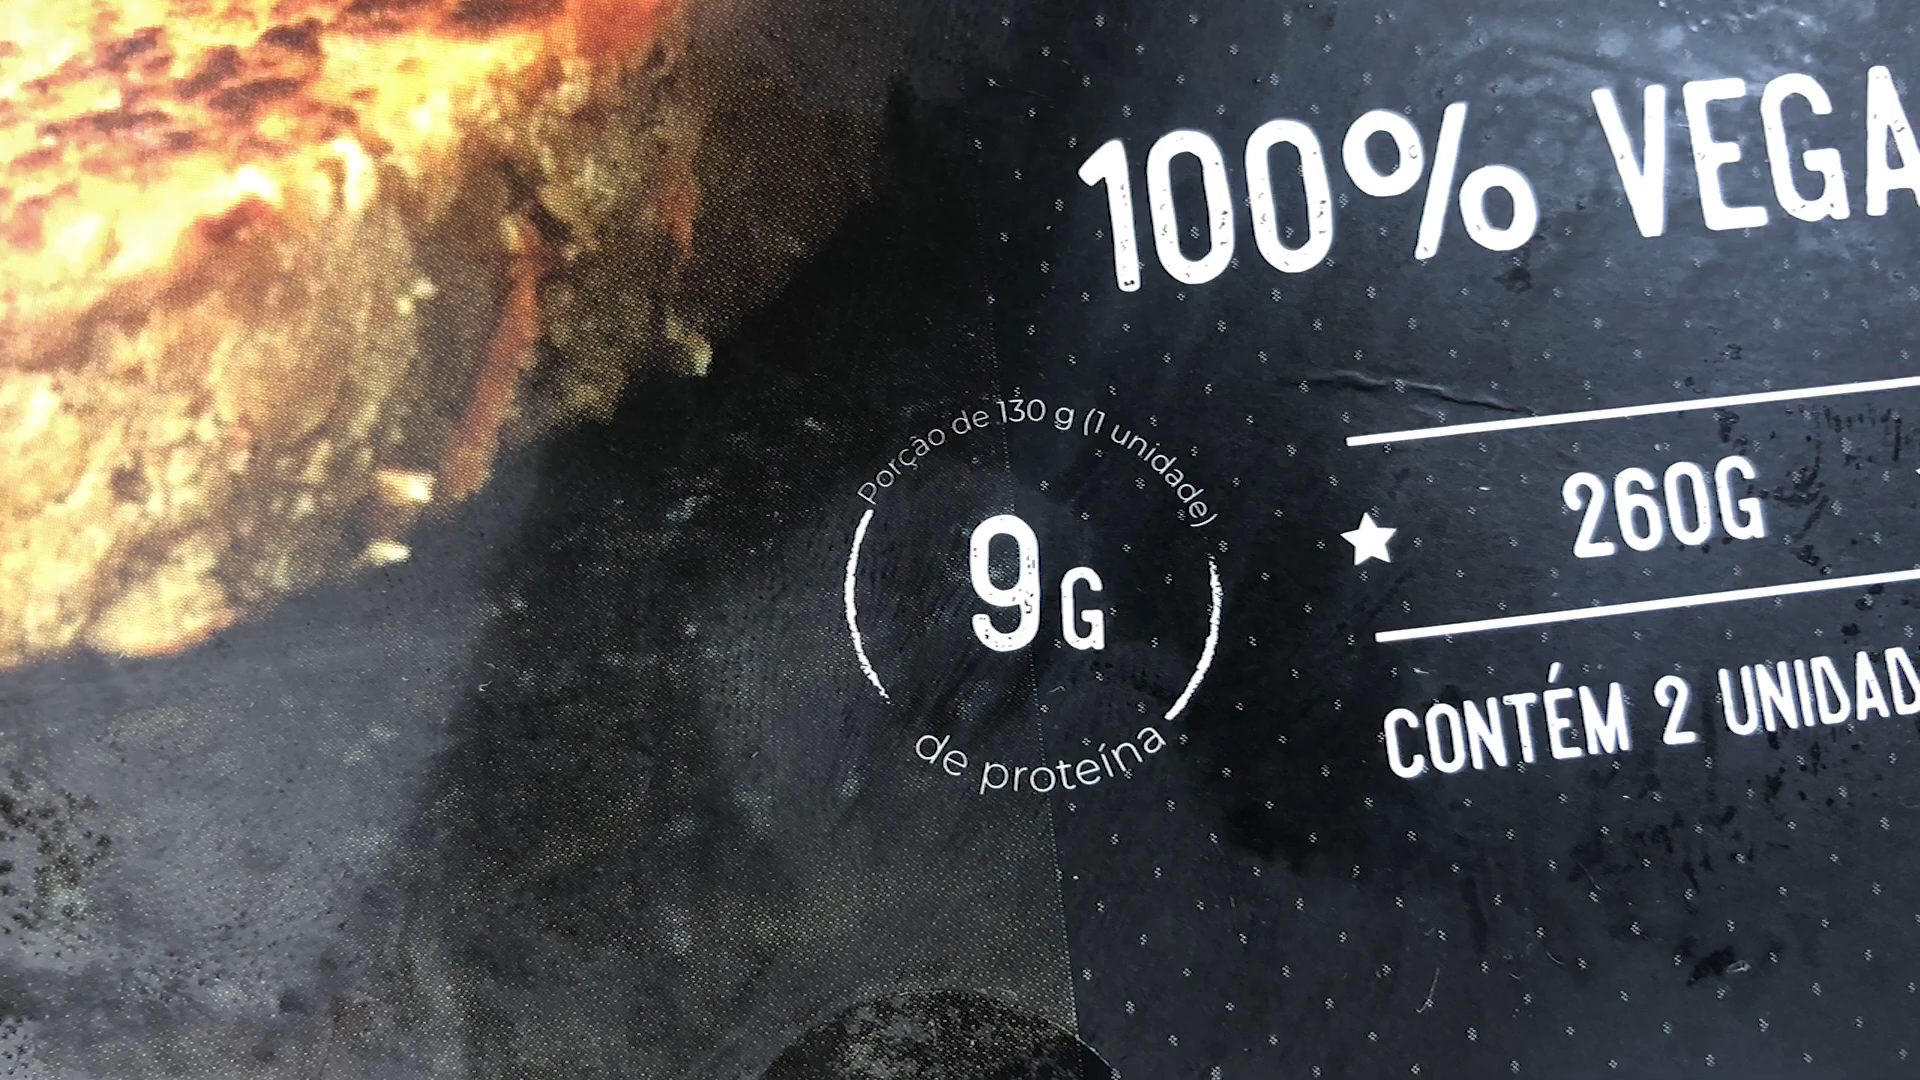 100% VEGA
Porção de 130 g (1 unidade)
9G
de proteína
260G
CONTÉM 2 UNIDAD